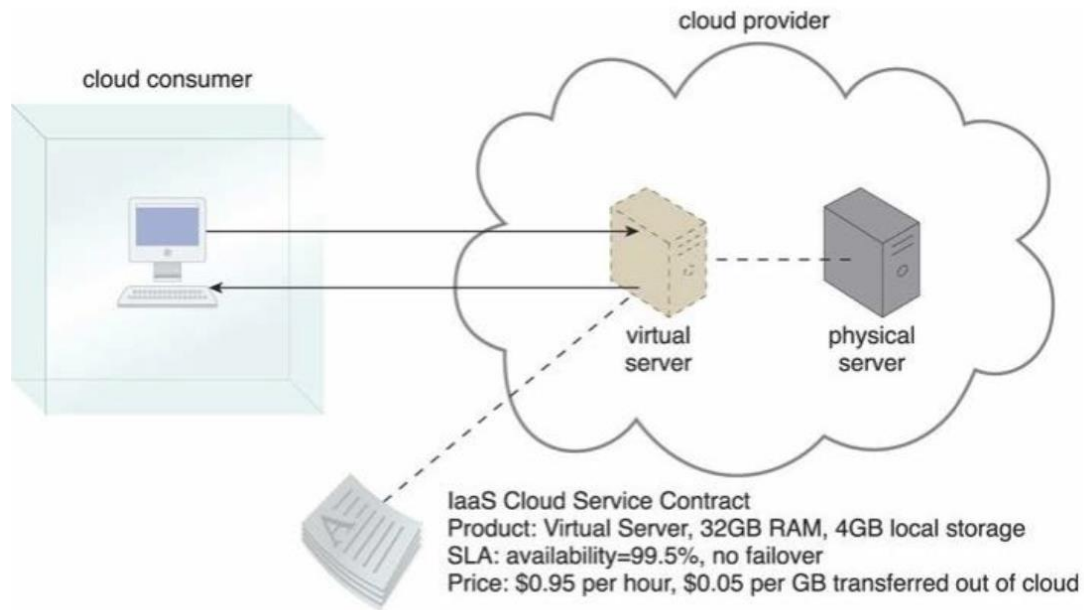 cloud provider
cloud consumer
virtual
server
physical
server
A
IaaS Cloud Service Contract
Product: Virtual Server, 32GB RAM, 4GB local storage
SLA: availability=99.5%, no failover
Price: $0.95 per hour, $0.05 per GB transferred out of cloud